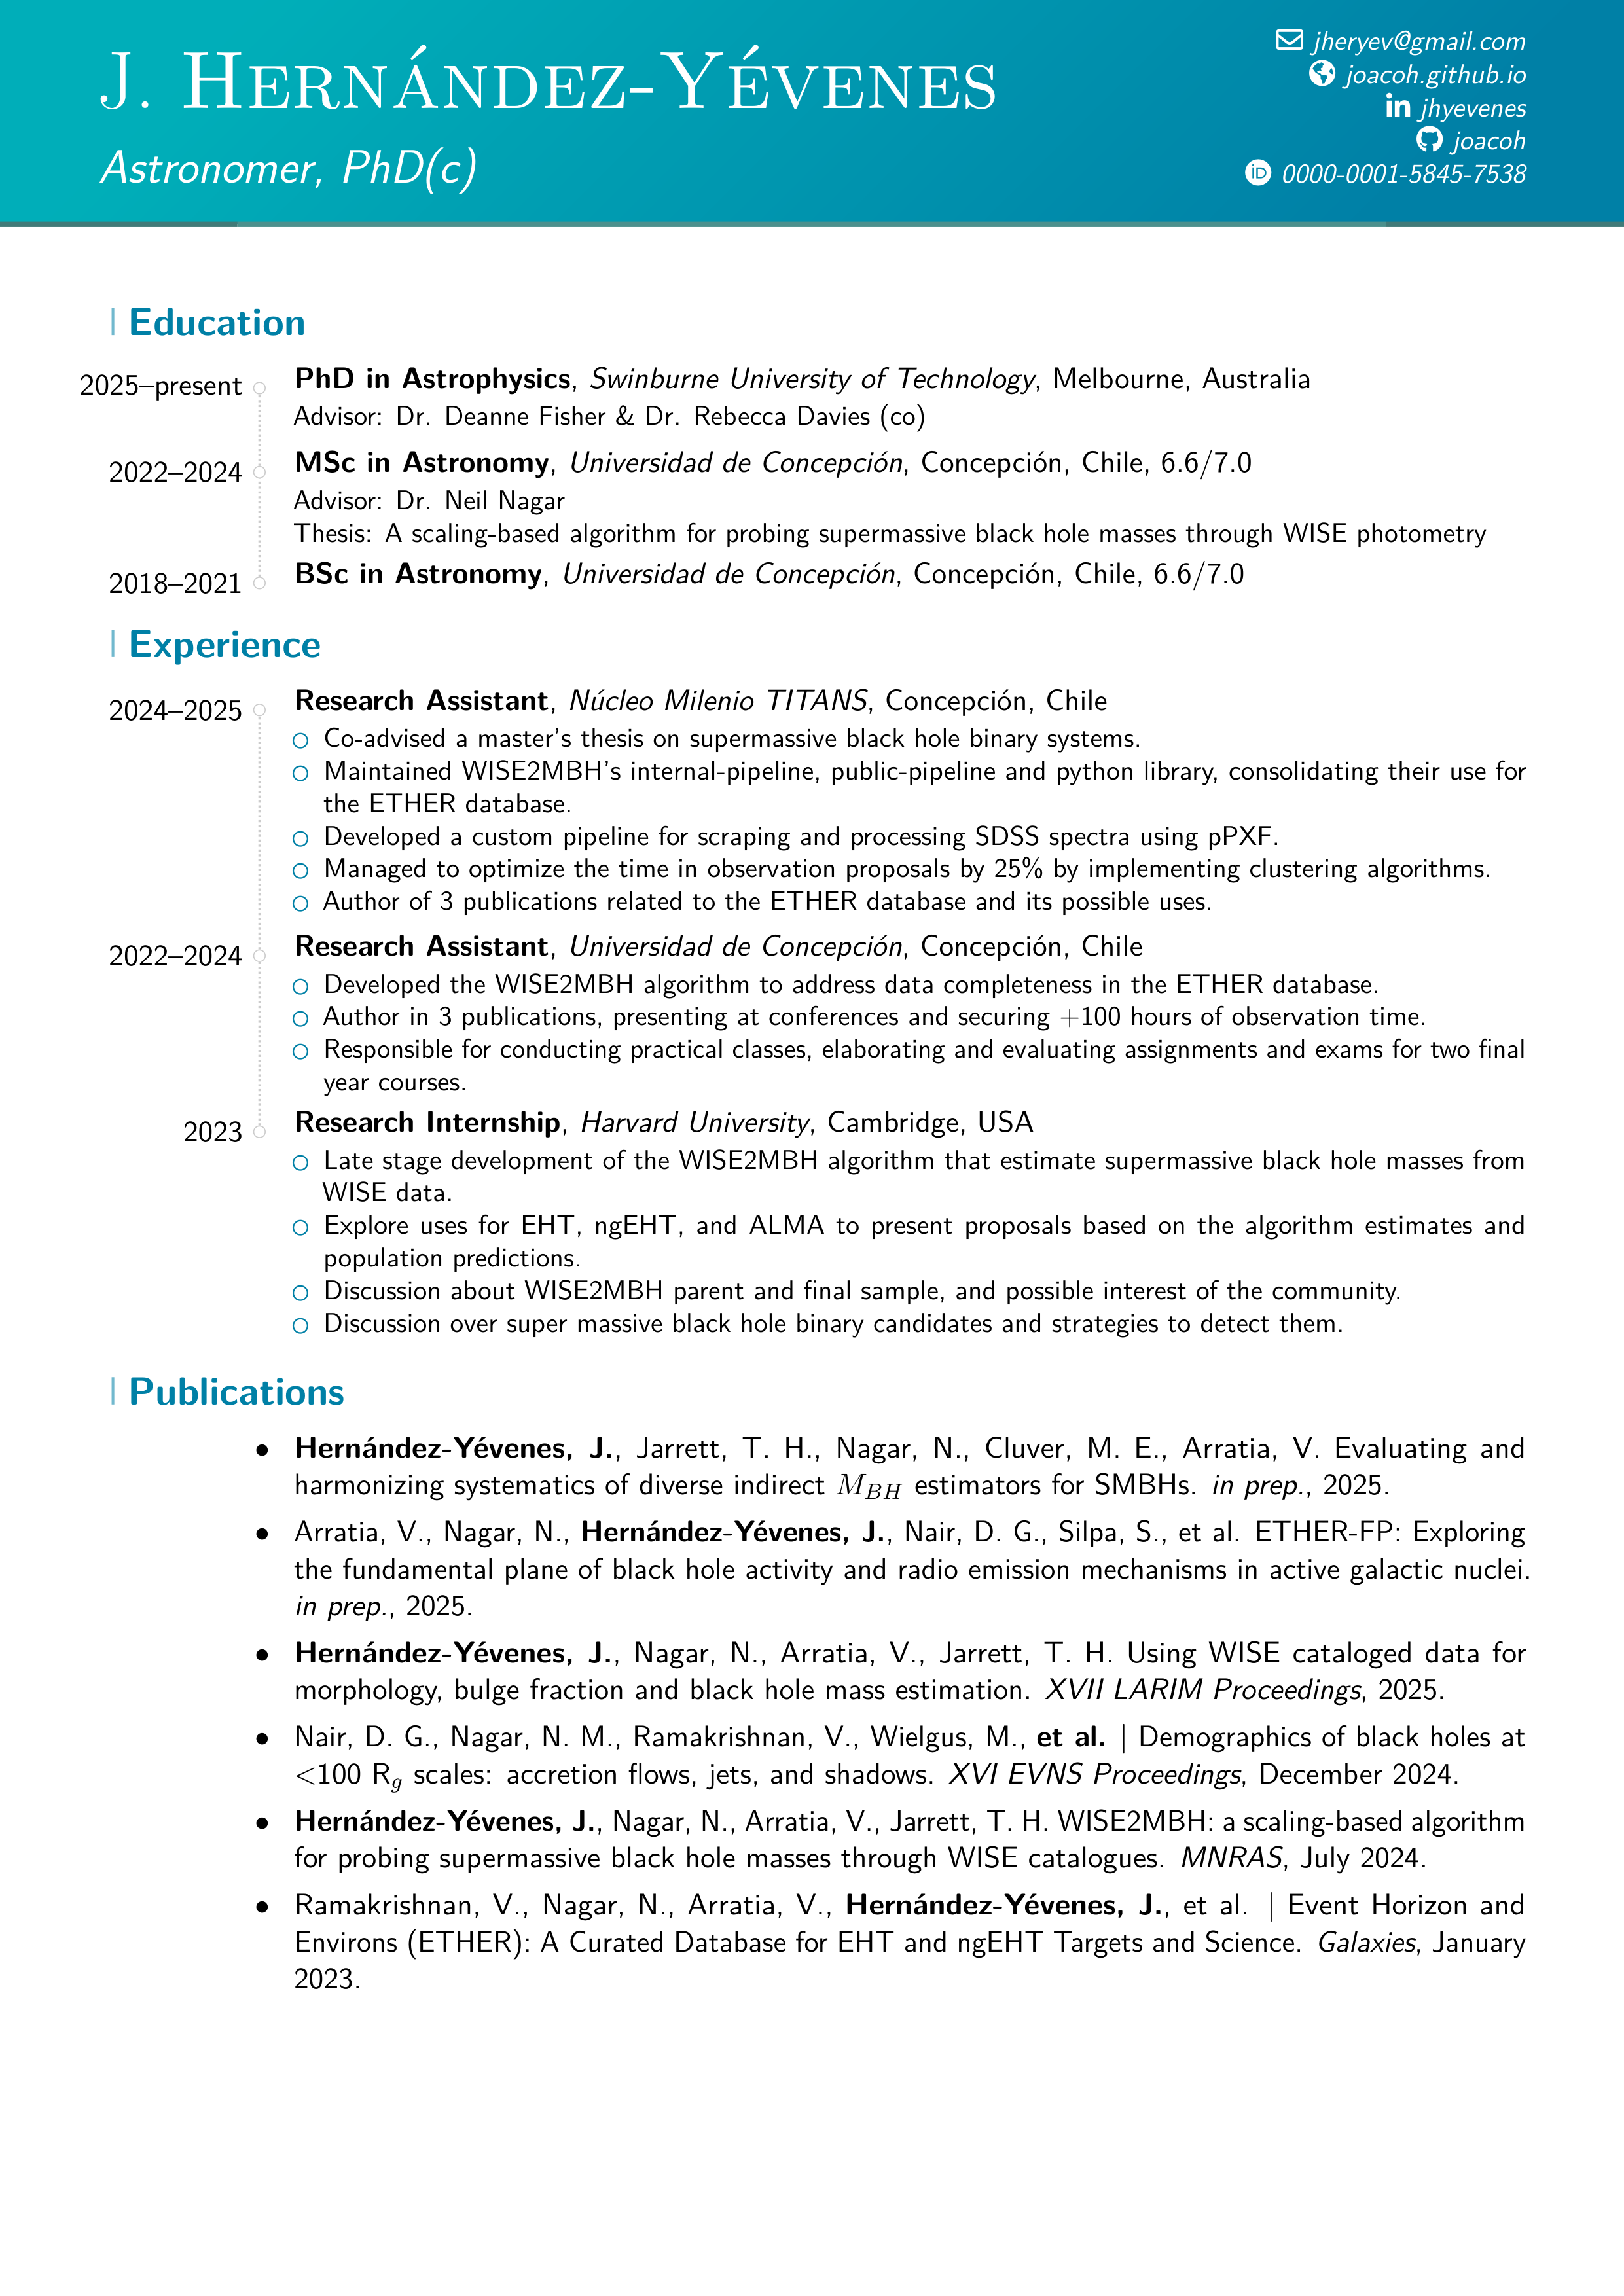 J. Hernández-Yévenes
Astronomer, PhD(c)
jheryev@gmail.com
joacoh.github.io
in jhyevenes
joacoh
iD 0000-0001-5845-7538
Education
2025–present
PhD in Astrophysics, Swinburne University of Technology, Melbourne, Australia
Advisor: Dr. Deanne Fisher & Dr. Rebecca Davies (co)
2022–2024
MSc in Astronomy, Universidad de Concepción, Concepción, Chile, 6.6/7.0
Advisor: Dr. Neil Nagar
Thesis: A scaling-based algorithm for probing supermassive black hole masses through WISE photometry
2018–2021
BSc in Astronomy, Universidad de Concepción, Concepción, Chile, 6.6/7.0
Experience
2024–2025
Research Assistant, Núcleo Milenio TITANS, Concepción, Chile
○ Co-advised a master's thesis on supermassive black hole binary systems.
○ Maintained WISE2MBH's internal-pipeline, public-pipeline and python library, consolidating their use for
the ETHER database.
○ Developed a custom pipeline for scraping and processing SDSS spectra using pPXF.
○ Managed to optimize the time in observation proposals by 25% by implementing clustering algorithms.
○ Author of 3 publications related to the ETHER database and its possible uses.
2022–2024
Research Assistant, Universidad de Concepción, Concepción, Chile
○ Developed the WISE2MBH algorithm to address data completeness in the ETHER database.
○ Author in 3 publications, presenting at conferences and securing +100 hours of observation time.
○ Responsible for conducting practical classes, elaborating and evaluating assignments and exams for two final
year courses.
2023
Research Internship, Harvard University, Cambridge, USA
○ Late stage development of the WISE2MBH algorithm that estimate supermassive black hole masses from
WISE data.
○ Explore uses for EHT, ngEHT, and ALMA to present proposals based on the algorithm estimates and
population predictions.
○ Discussion about WISE2MBH parent and final sample, and possible interest of the community.
○ Discussion over super massive black hole binary candidates and strategies to detect them.
Publications
• Hernández-Yévenes, J., Jarrett, T. H., Nagar, N., Cluver, M. E., Arratia, V. Evaluating and
harmonizing systematics of diverse indirect M_BH estimators for SMBHs. in prep., 2025.
• Arratia, V., Nagar, N., Hernández-Yévenes, J., Nair, D. G., Silpa, S., et al. ETHER-FP: Exploring
the fundamental plane of black hole activity and radio emission mechanisms in active galactic nuclei.
in prep., 2025.
• Hernández-Yévenes, J., Nagar, N., Arratia, V., Jarrett, T. H. Using WISE cataloged data for
morphology, bulge fraction and black hole mass estimation. XVII LARIM Proceedings, 2025.
• Nair, D. G., Nagar, N. M., Ramakrishnan, V., Wielgus, M., et al. | Demographics of black holes at
<100 R_g scales: accretion flows, jets, and shadows. XVI EVNS Proceedings, December 2024.
• Hernández-Yévenes, J., Nagar, N., Arratia, V., Jarrett, T. H. WISE2MBH: a scaling-based algorithm
for probing supermassive black hole masses through WISE catalogues. MNRAS, July 2024.
• Ramakrishnan, V., Nagar, N., Arratia, V., Hernández-Yévenes, J., et al. | Event Horizon and
Environs (ETHER): A Curated Database for EHT and ngEHT Targets and Science. Galaxies, January
2023.